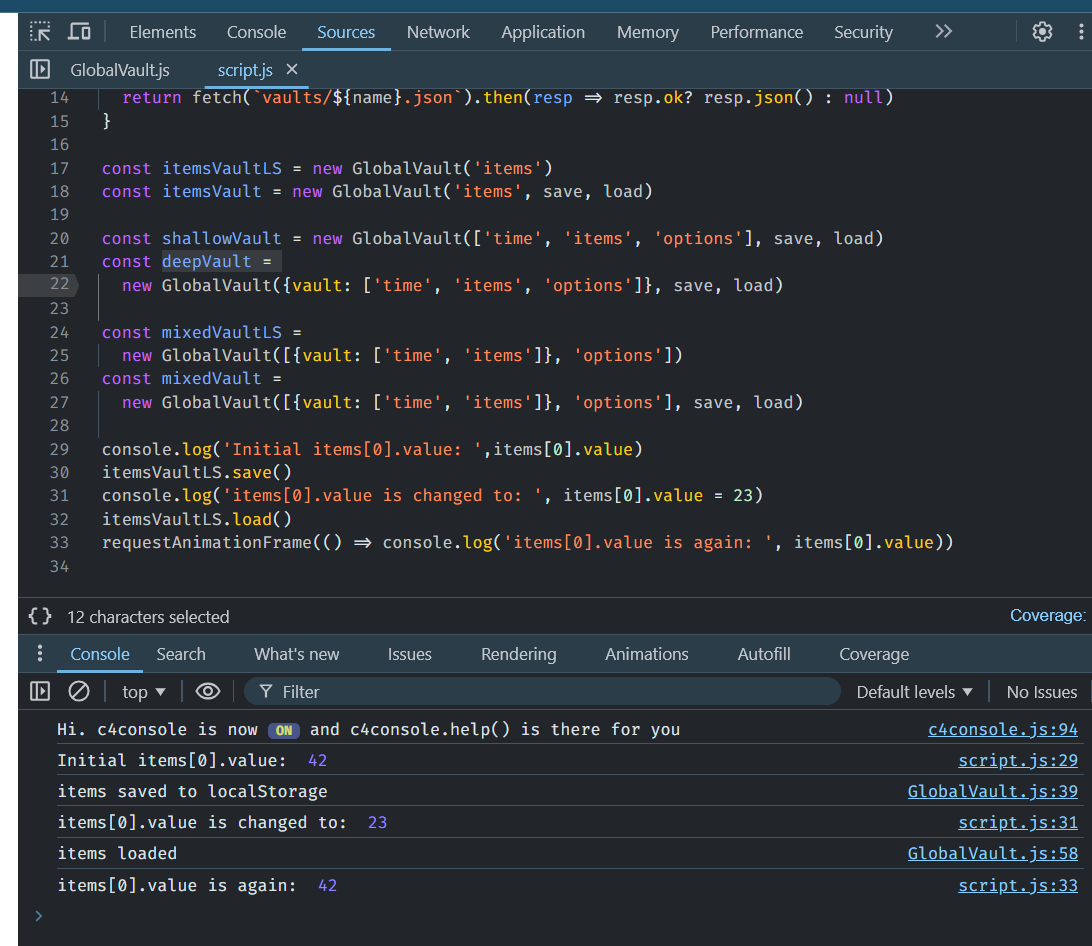 Elements Console Sources Network Application Memory Performance Security
GlobalVault.js script.js
14 return fetch(`vaults/${name}.json`).then(resp => resp.ok? resp.json() : null)
15 }
16
17 const itemsVaultLS = new GlobalVault('items')
18 const itemsVault = new GlobalVault('items', save, load)
19
20 const shallowVault = new GlobalVault(['time', 'items', 'options'], save, load)
21 const deepVault =
22 new GlobalVault({vault: ['time', 'items', 'options']}, save, load)
23
24 const mixedVaultLS =
25 new GlobalVault([{vault: ['time', 'items']}, 'options'])
26 const mixedVault =
27 new GlobalVault([{vault: ['time', 'items']}, 'options'], save, load)
28
29 console.log('Initial items[0].value: ',items[0].value)
30 itemsVaultLS.save()
31 console.log('items[0].value is changed to: ', items[0].value = 23)
32 itemsVaultLS.load()
33 requestAnimationFrame(() => console.log('items[0].value is again: ', items[0].value))
34
{} 12 characters selected Coverage:
Console Search What's new Issues Rendering Animations Autofill Coverage
top Filter Default levels No Issues
Hi. c4console is now ON and c4console.help() is there for you c4console.js:94
Initial items[0].value: 42 script.js:29
items saved to localStorage GlobalVault.js:39
items[0].value is changed to: 23 script.js:31
items loaded GlobalVault.js:58
items[0].value is again: 42 script.js:33